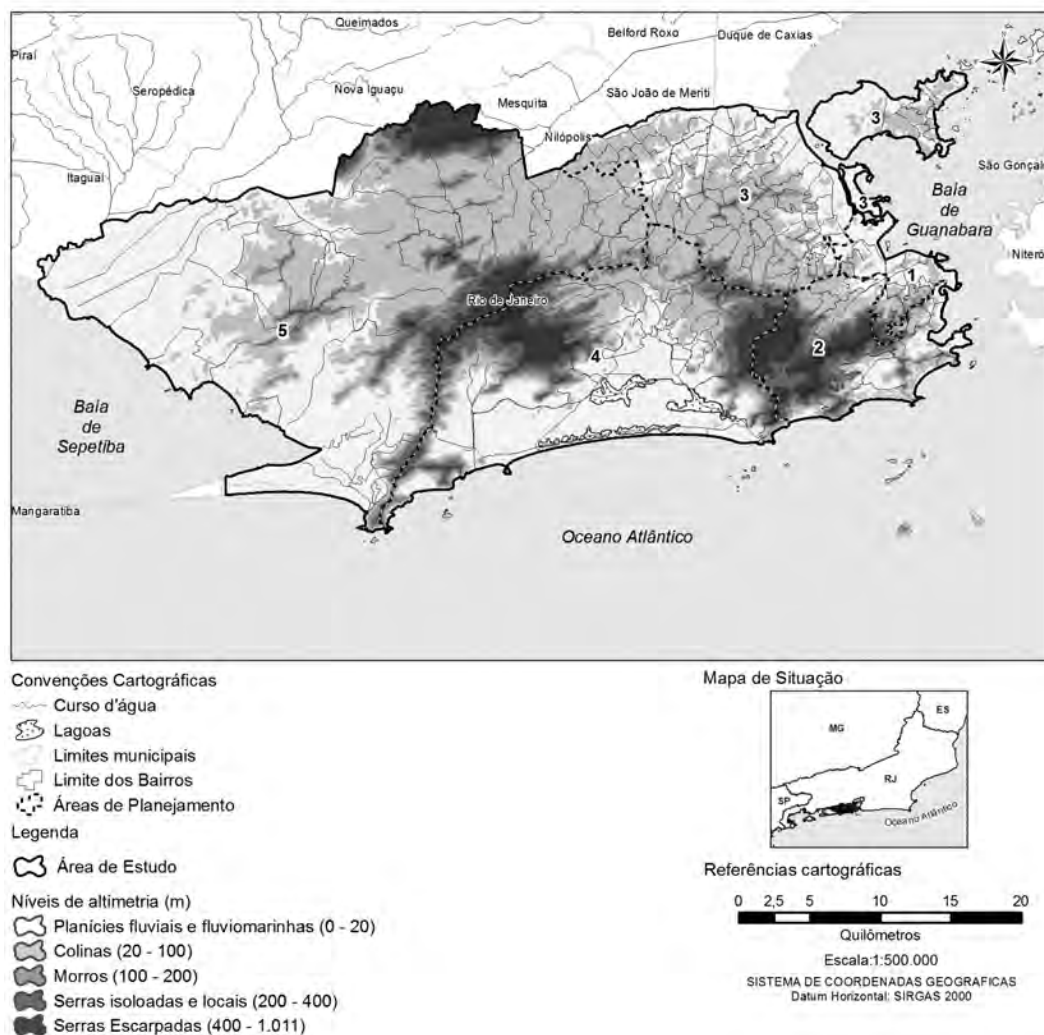 Queimados
Belford Roxo
Duque de Caxias
Piraí
Seropédica
Nova Iguaçu
Mesquita
São João de Meriti
Nilópolis
3
São Gonçalo
Itaguaí
3
3
Baía
de
Guanabara
Niteró
1
Rio de Janeiro
5
4
2
Baía
de
Sepetiba
Mangaratiba
Oceano Atlântico
Convenções Cartográficas
Curso d'água
Lagoas
Limites municipais
Limite dos Bairros
Áreas de Planejamento
Legenda
Área de Estudo
Níveis de altimetria (m)
Planícies fluviais e fluviomarinhas (0 - 20)
Colinas (20 - 100)
Morros (100 - 200)
Serras isoloadas e locais (200 - 400)
Serras Escarpadas (400 - 1.011)
Mapa de Situação
MG
ES
RJ
SP
Oceano Atlântico
Referências cartográficas
0 2,5 5 10 15 20
Quilômetros
Escala:1:500.000
SISTEMA DE COORDENADAS GEOGRAFICAS
Datum Horizontal: SIRGAS 2000